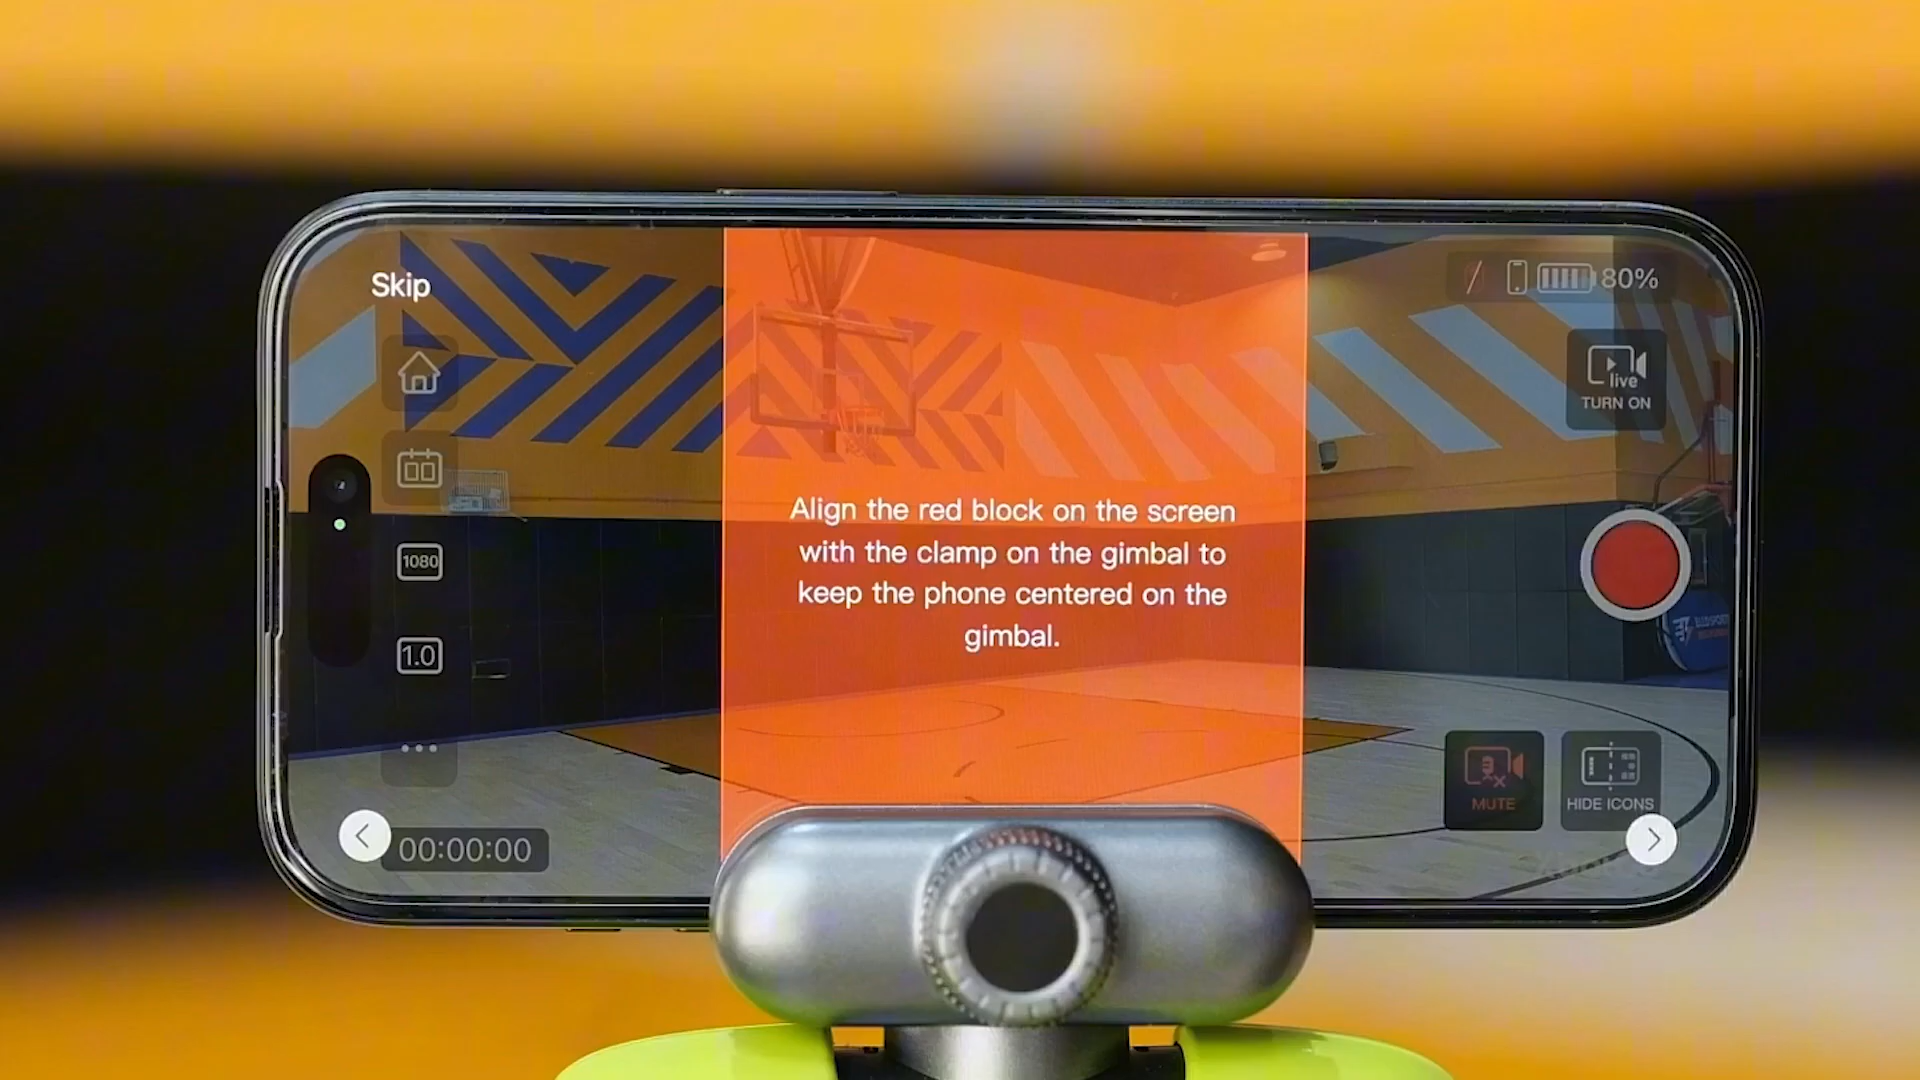 Skip
80%
live
TURN ON
1080
1.0
Align the red block on the screen
with the clamp on the gimbal to
keep the phone centered on the
gimbal.
MUTE
HIDE ICONS
00:00:00